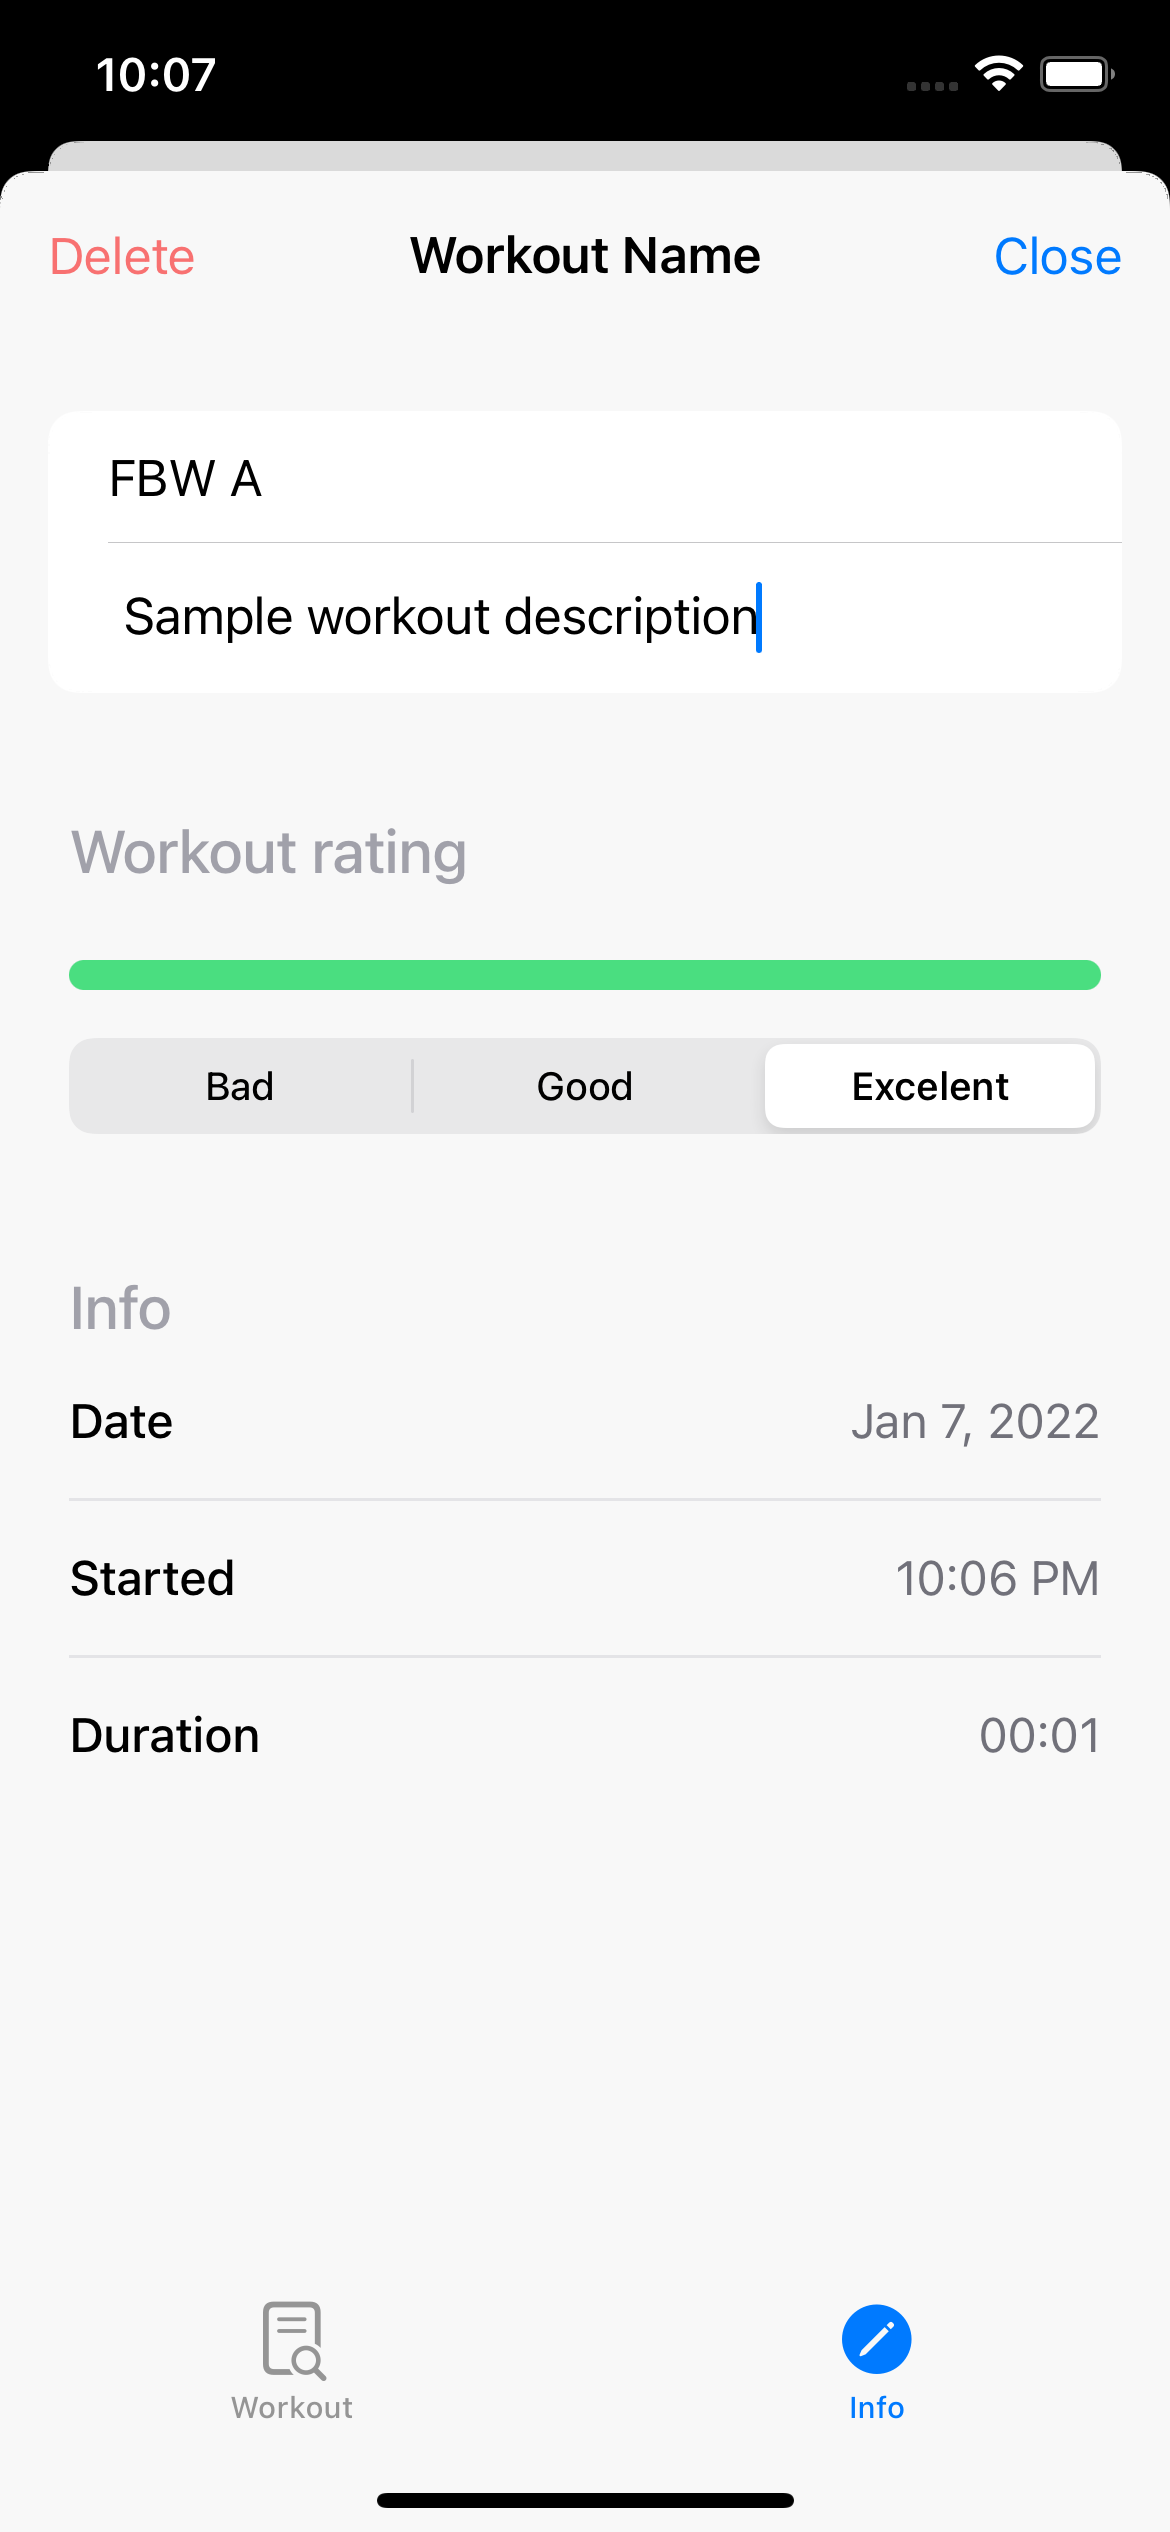 10:07
Delete Workout Name Close
FBW A
Sample workout description
Workout rating
Bad Good Excelent
Info
Date Jan 7, 2022
Started 10:06 PM
Duration 00:01
Workout Info